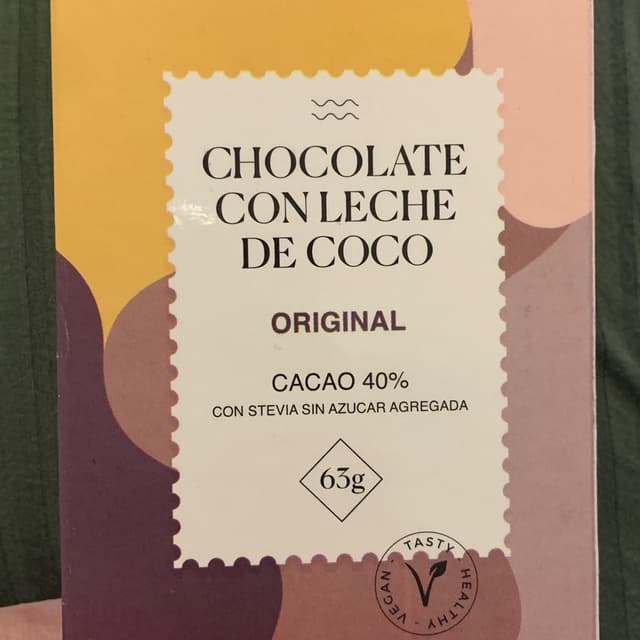 CHOCOLATE
CON LECHE
DE COCO
ORIGINAL
CACAO 40%
CON STEVIA SIN AZUCAR AGREGADA
63g
VEGAN - TASTY - HEALTHY -